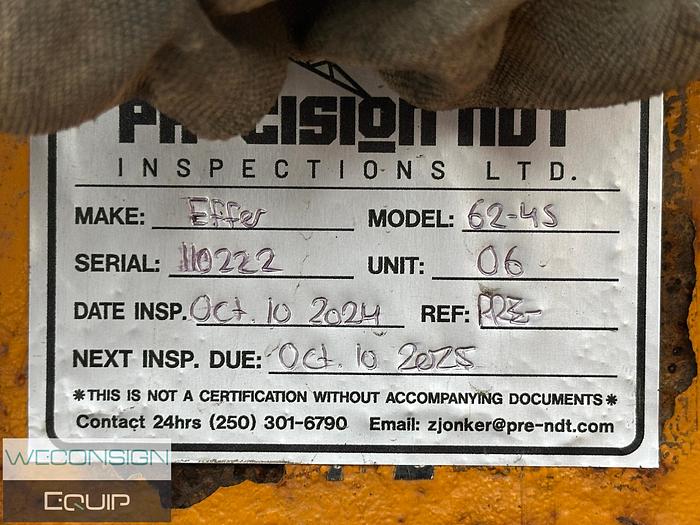 PRECISION NDT
INSPECTIONS LTD.
MAKE: Effer MODEL: 62-4S
SERIAL: 110222 UNIT: 06
DATE INSP. Oct. 10 2024 REF: PRE-
NEXT INSP. DUE: Oct. 10 2025
*THIS IS NOT A CERTIFICATION WITHOUT ACCOMPANYING DOCUMENTS*
Contact 24hrs (250) 301-6790 Email: zjonker@pre-ndt.com
WECONSIGN
EQUIP